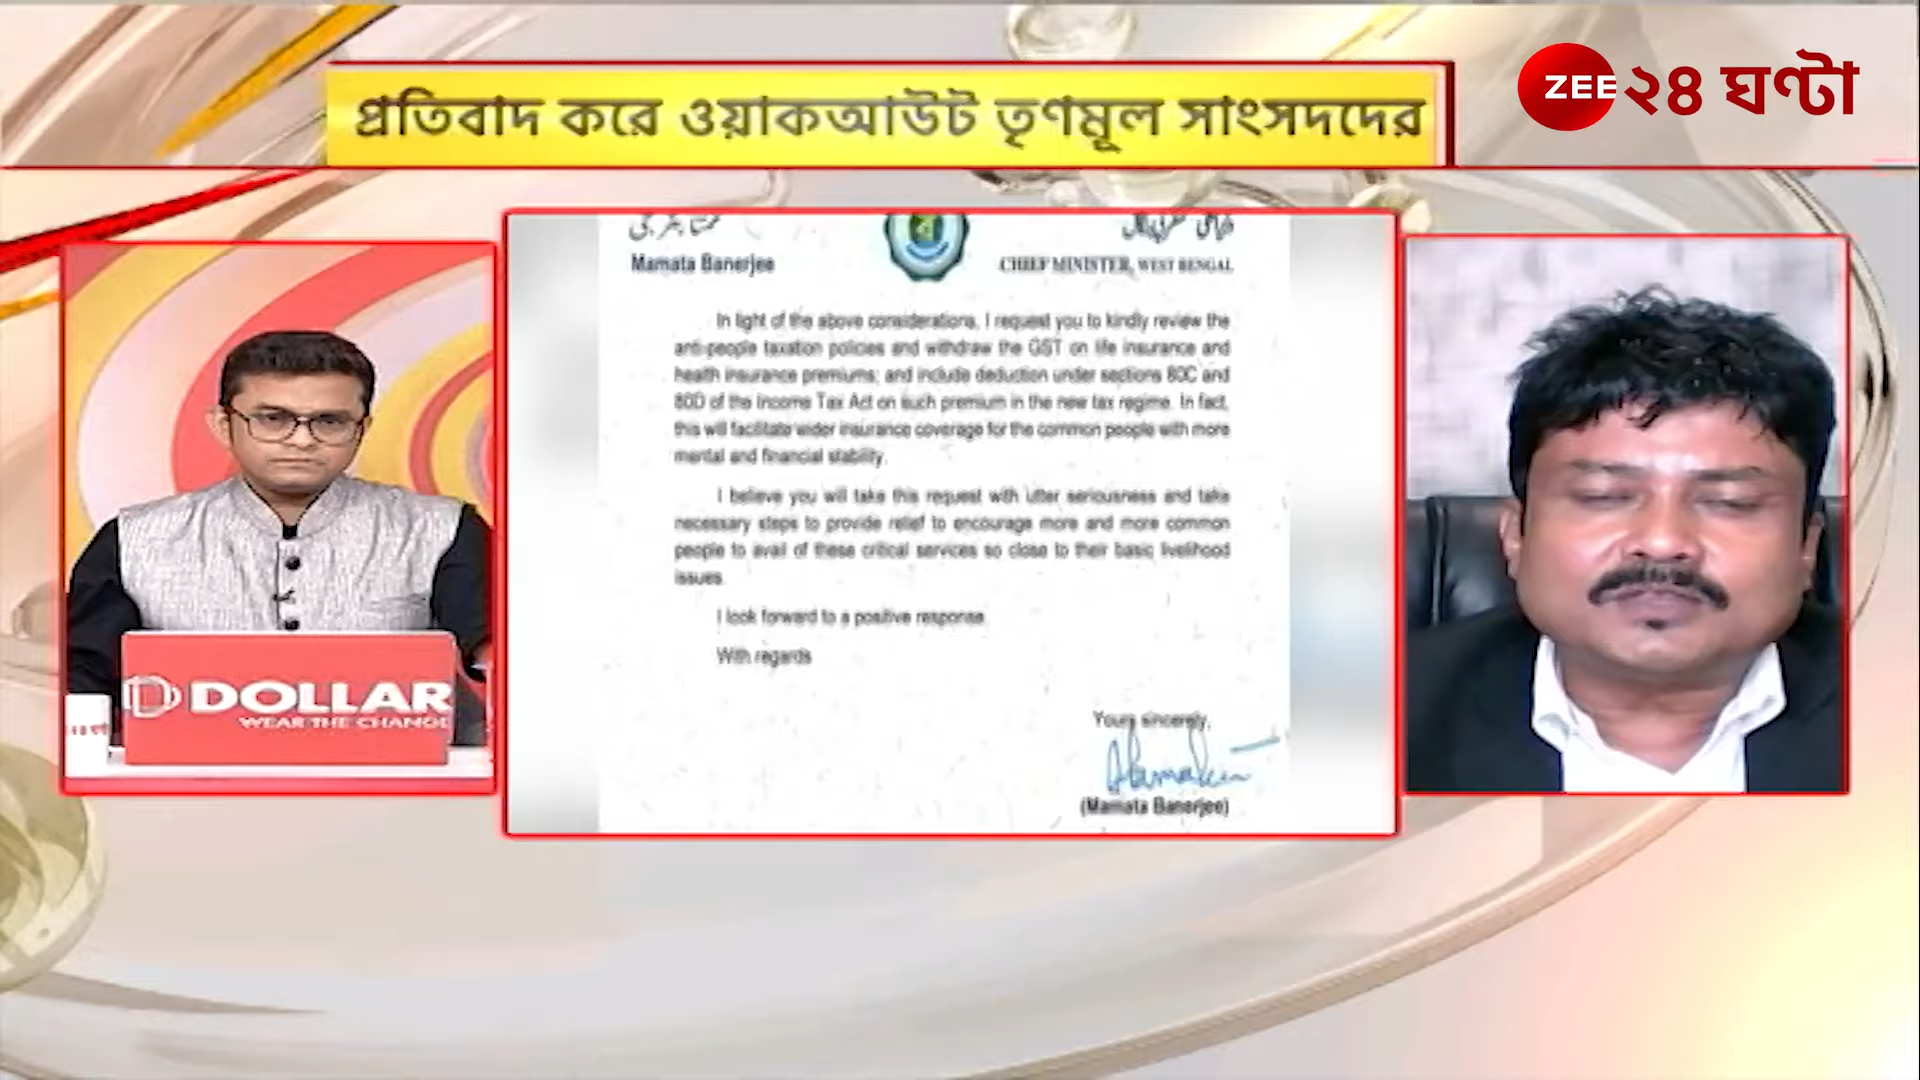 প্রতিবাদ করে ওয়াকআউট তৃণমূল সাংসদদের
ZEE ২৪ ঘণ্টা
Mamata Banerjee
CHIEF MINISTER, WEST BENGAL
In light of the above considerations, I request you to kindly review the
anti-people taxation policies and withdraw the GST on life insurance and
health insurance premiums; and include deduction under sections 80C and
80D of the Income Tax Act on such premium in the new tax regime. In fact,
this will facilitate wider insurance coverage for the common people with more
mental and financial stability.
I believe you will take this request with utter seriousness and take
necessary steps to provide relief to encourage more and more common
people to avail of these critical services so close to their basic livelihood
issues.
I look forward to a positive response.
With regards
Yours sincerely,
(Mamata Banerjee)
DOLLAR
WEAR THE CHANGE